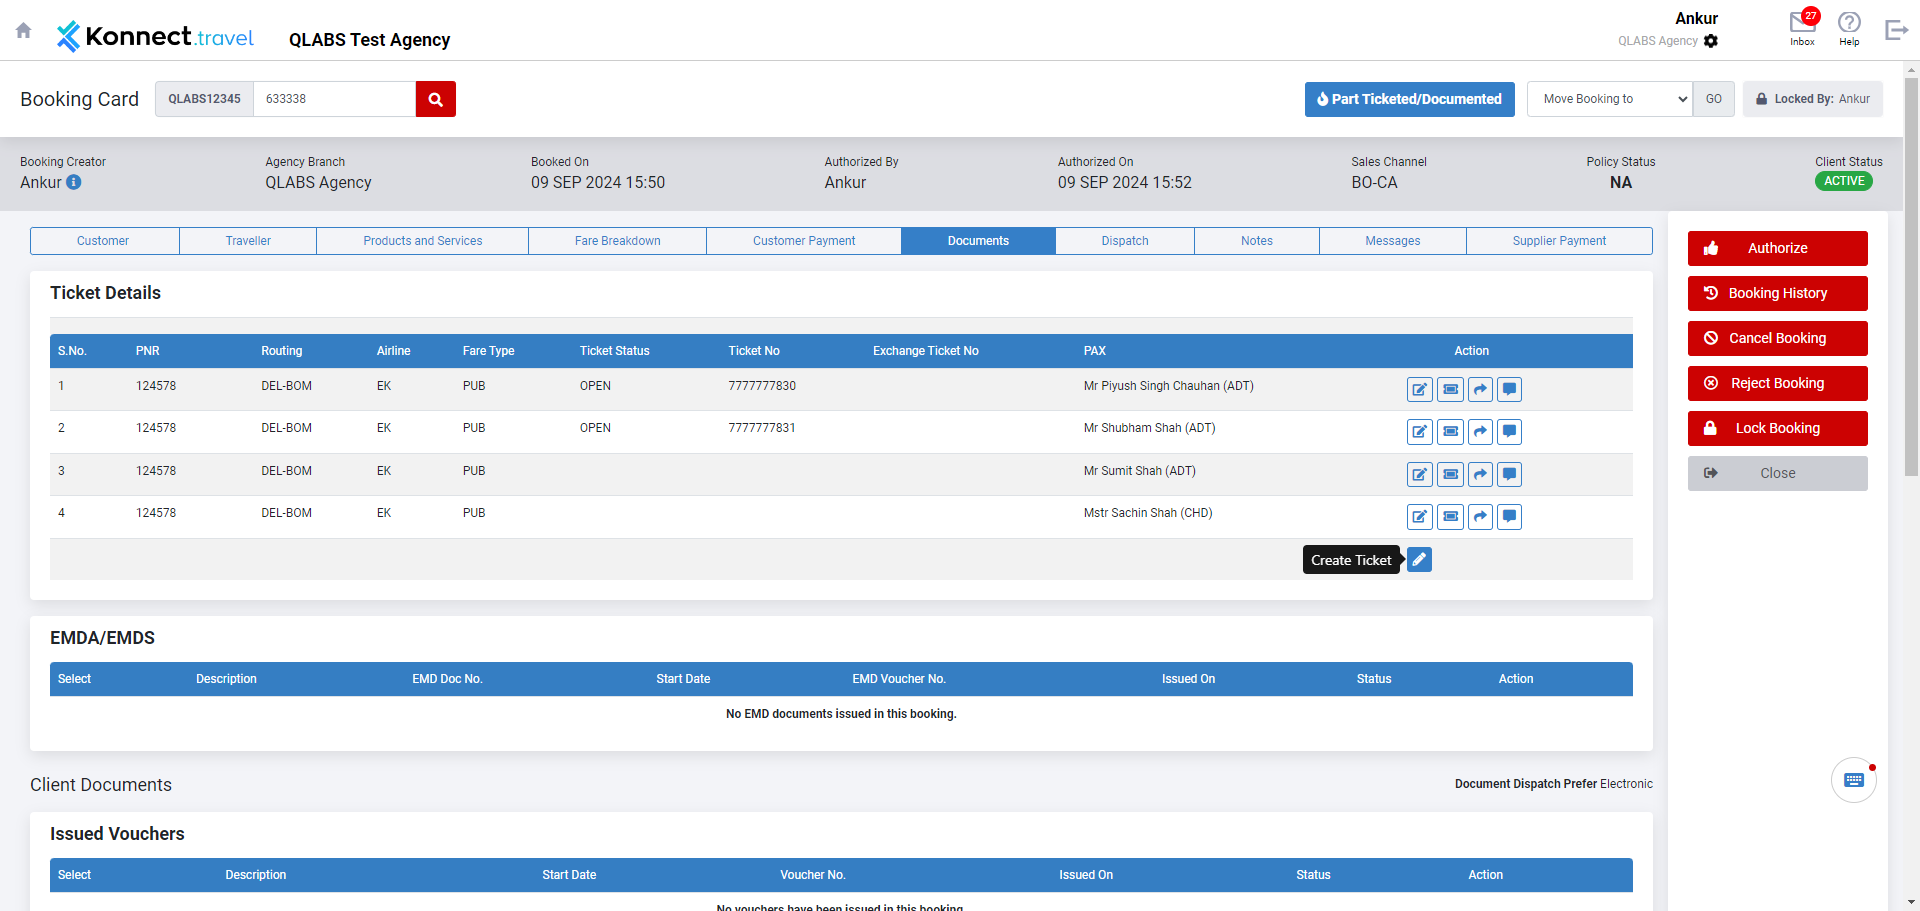 Konnect.travel
QLABS Test Agency
Ankur
QLABS Agency
27
Inbox
Help
Booking Card
QLABS12345
633338
Part Ticketed/Documented
Move Booking to
GO
Locked By: Ankur
Booking Creator
Ankur
Agency Branch
QLABS Agency
Booked On
09 SEP 2024 15:50
Authorized By
Ankur
Authorized On
09 SEP 2024 15:52
Sales Channel
BO-CA
Policy Status
NA
Client Status
ACTIVE
Customer
Traveller
Products and Services
Fare Breakdown
Customer Payment
Documents
Dispatch
Notes
Messages
Supplier Payment
Authorize
Booking History
Cancel Booking
Reject Booking
Lock Booking
Close
Ticket Details
S.No. PNR Routing Airline Fare Type Ticket Status Ticket No Exchange Ticket No PAX Action
1 124578 DEL-BOM EK PUB OPEN 7777777830 Mr Piyush Singh Chauhan (ADT)
2 124578 DEL-BOM EK PUB OPEN 7777777831 Mr Shubham Shah (ADT)
3 124578 DEL-BOM EK PUB Mr Sumit Shah (ADT)
4 124578 DEL-BOM EK PUB Mstr Sachin Shah (CHD)
Create Ticket
EMDA/EMDS
Select Description EMD Doc No. Start Date EMD Voucher No. Issued On Status Action
No EMD documents issued in this booking.
Client Documents
Document Dispatch Prefer Electronic
Issued Vouchers
Select Description Start Date Voucher No. Issued On Status Action
No vouchers have been issued in this booking.